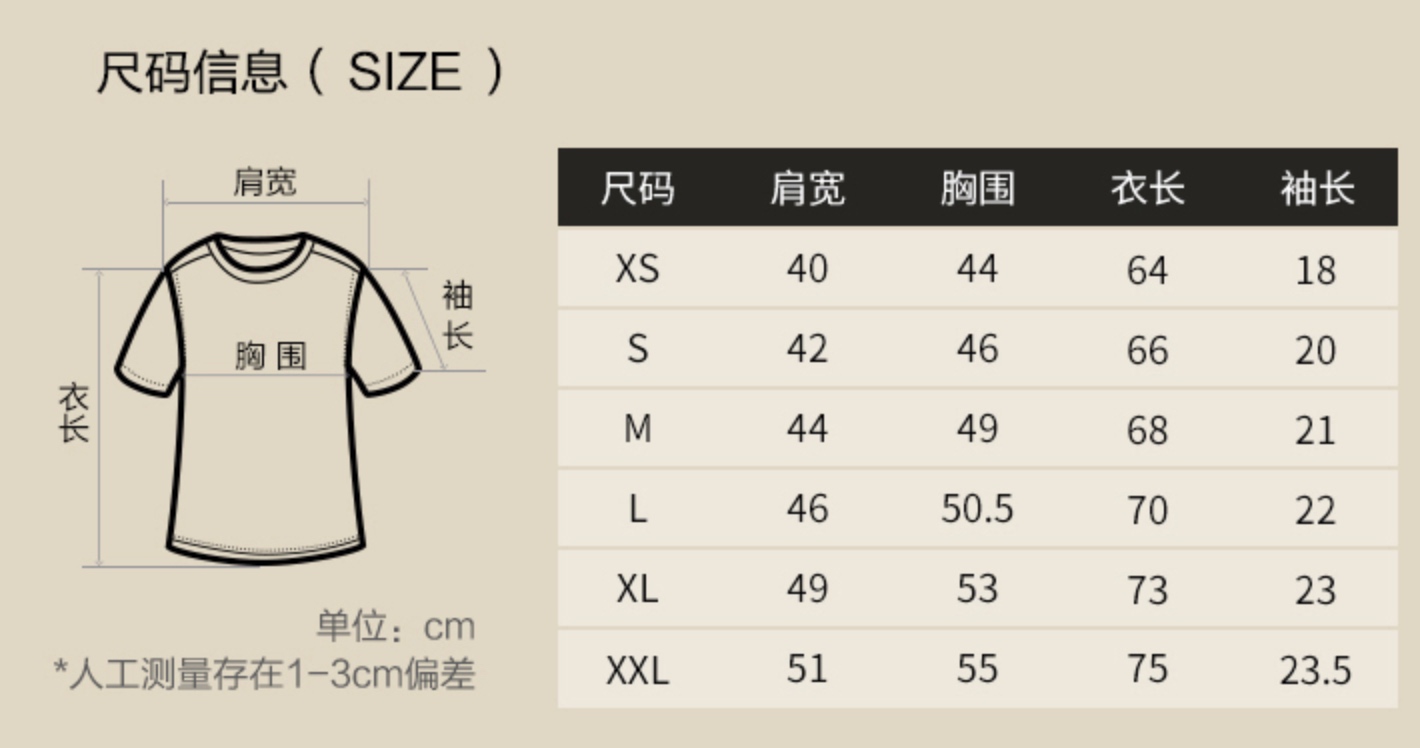 尺码信息（ SIZE ）
肩宽
袖长
胸围
衣长
单位：cm
*人工测量存在1-3cm偏差
尺码 肩宽 胸围 衣长 袖长
XS 40 44 64 18
S 42 46 66 20
M 44 49 68 21
L 46 50.5 70 22
XL 49 53 73 23
XXL 51 55 75 23.5